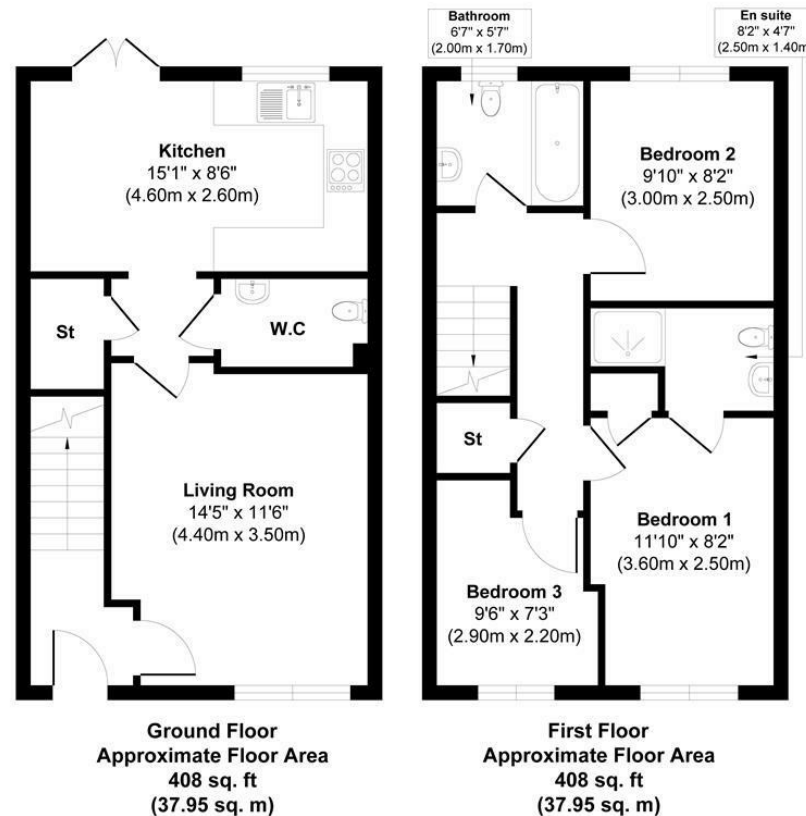 Bathroom
6'7" x 5'7"
(2.00m x 1.70m)
En suite
8'2" x 4'7"
(2.50m x 1.40m
Kitchen
15'1" x 8'6"
(4.60m x 2.60m)
St
W.C
Living Room
14'5" x 11'6"
(4.40m x 3.50m)
Ground Floor
Approximate Floor Area
408 sq. ft
(37.95 sq. m)
Bedroom 2
9'10" x 8'2"
(3.00m x 2.50m)
St
Bedroom 1
11'10" x 8'2"
(3.60m x 2.50m)
Bedroom 3
9'6" x 7'3"
(2.90m x 2.20m)
First Floor
Approximate Floor Area
408 sq. ft
(37.95 sq. m)